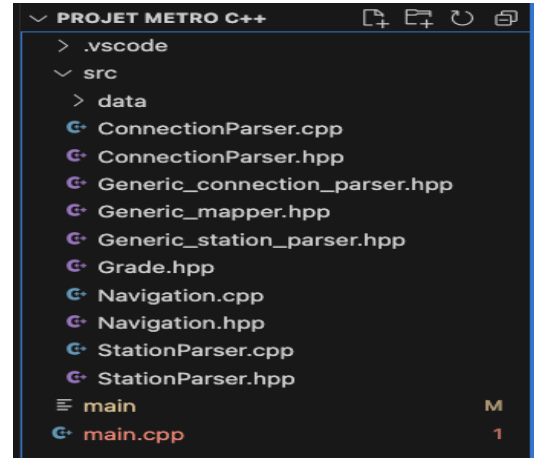 PROJET METRO C++
.vscode
src
data
ConnectionParser.cpp
ConnectionParser.hpp
Generic_connection_parser.hpp
Generic_mapper.hpp
Generic_station_parser.hpp
Grade.hpp
Navigation.cpp
Navigation.hpp
StationParser.cpp
StationParser.hpp
main M
main.cpp 1